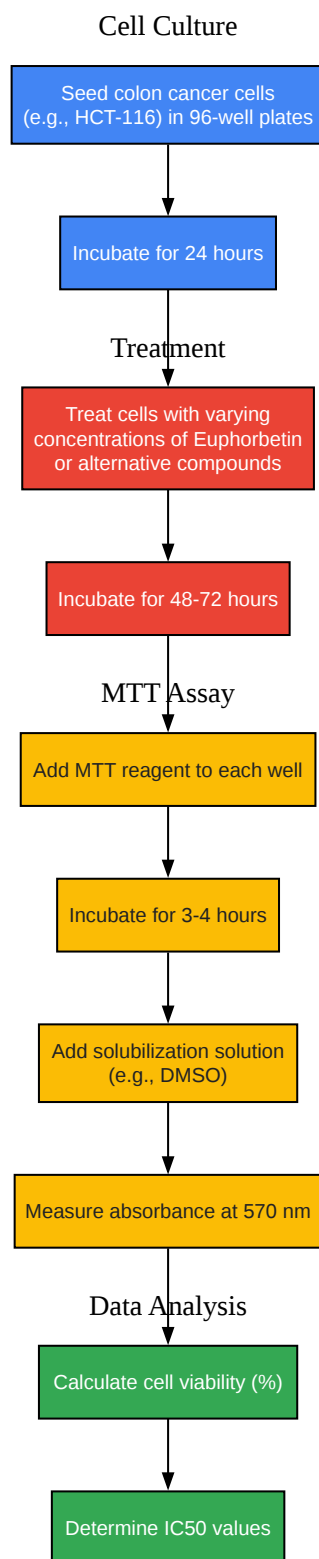 Cell Culture
Seed colon cancer cells
(e.g., HCT-116) in 96-well plates
Incubate for 24 hours
Treatment
Treat cells with varying
concentrations of Euphorbetin
or alternative compounds
Incubate for 48-72 hours
MTT Assay
Add MTT reagent to each well
Incubate for 3-4 hours
Add solubilization solution
(e.g., DMSO)
Measure absorbance at 570 nm
Data Analysis
Calculate cell viability (%)
Determine IC50 values